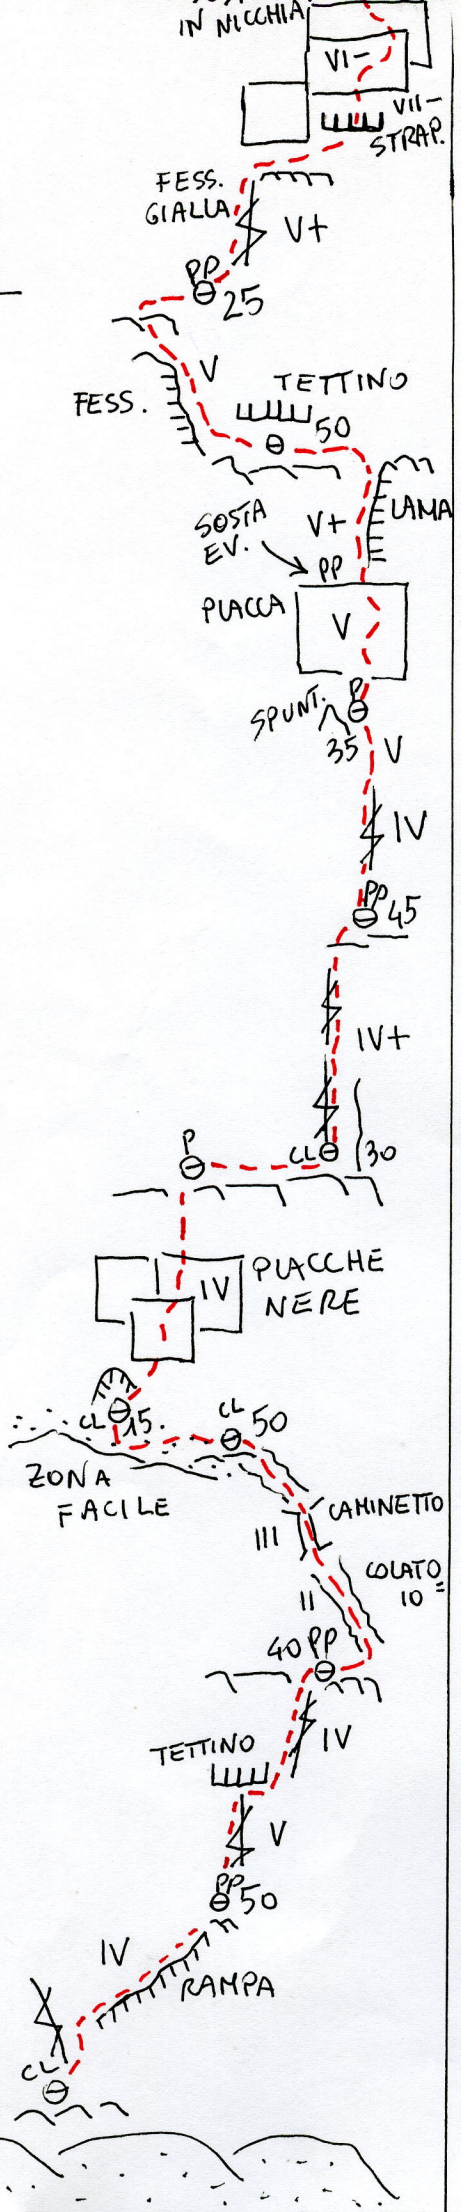 IN NICCHIA
VI-
VII-
STRAP.
FESS.
GIALLA
V+
PP
25
V
FESS.
TETTINO
50
LAMA
V+
SOSTA
EV.
PP
PLACCA
V
P
SPUNT.
35
V
IV
PP
45
IV+
P
CL
30
IV
PLACCHE
NERE
CL
15.
CL
50
ZONA
FACILE
CAMINETTO
III
COLATO
10=
II
40 PP
IV
TETTINO
V
PP
50
IV
RAMPA
CL